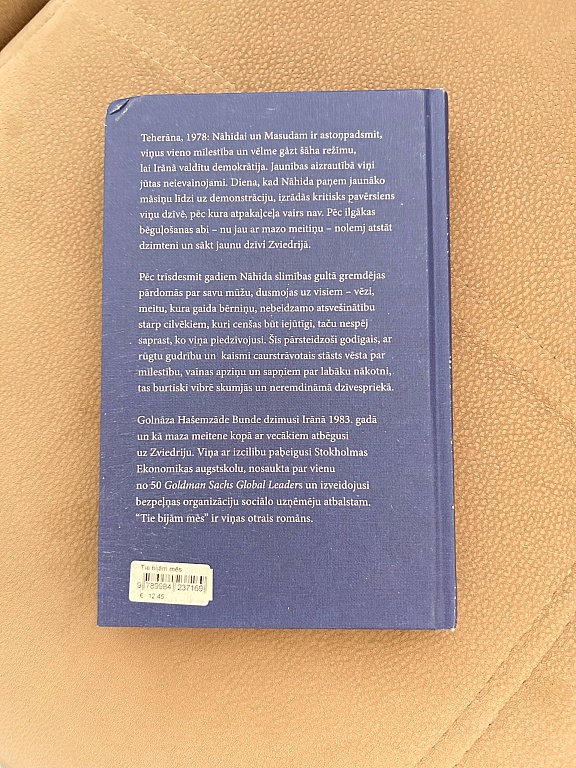 Teherāna, 1978: Nāhidai un Masudam ir astoņpadsmit,
viņus vieno mīlestība un vēlme gāzt šāha režīmu,
lai Irānā valdītu demokrātija. Jaunības aizrautībā viņi
jūtas neievainojami. Diena, kad Nāhida paņem jaunāko
māsiņu līdzi uz demonstrāciju, izrādās kritisks pavērsiens
viņu dzīvē, pēc kura atpakaļceļa vairs nav. Pēc ilgākas
bēguļošanas abi – nu jau ar mazo meitiņu – nolemj atstāt
dzimteni un sākt jaunu dzīvi Zviedrijā.
Pēc trīsdesmit gadiem Nāhida slimības gultā gremdējas
pārdomās par savu mūžu, dusmojas uz visiem – vēzi,
meitu, kura gaida bērniņu, nebeidzamo atsvešinātību
starp cilvēkiem, kuri cenšas būt iejūtīgi, taču nespēj
saprast, ko viņa piedzīvojusi. Šis pārsteidzoši godīgais, ar
rūgtu gudrību un kaismi caurstrāvotais stāsts vēsta par
mīlestību, vainas apziņu un sapņiem par labāku nākotni,
tas burtiski vibrē skumjās un neremdināmā dzīvespriekā.
Golnāza Hašemzāde Bunde dzimusi Irānā 1983. gadā
un kā maza meitene kopā ar vecākiem atbēgusi
uz Zviedriju. Viņa ar izcilību pabeigusi Stokholmas
Ekonomikas augstskolu, nosaukta par vienu
no 50 Goldman Sachs Global Leaders un izveidojusi
bezpeļņas organizāciju sociālo uzņēmēju atbalstam.
“Tie bijām mēs” ir viņas otrais romāns.
Tie bijām mēs
9 789984 237169
€ 12.45